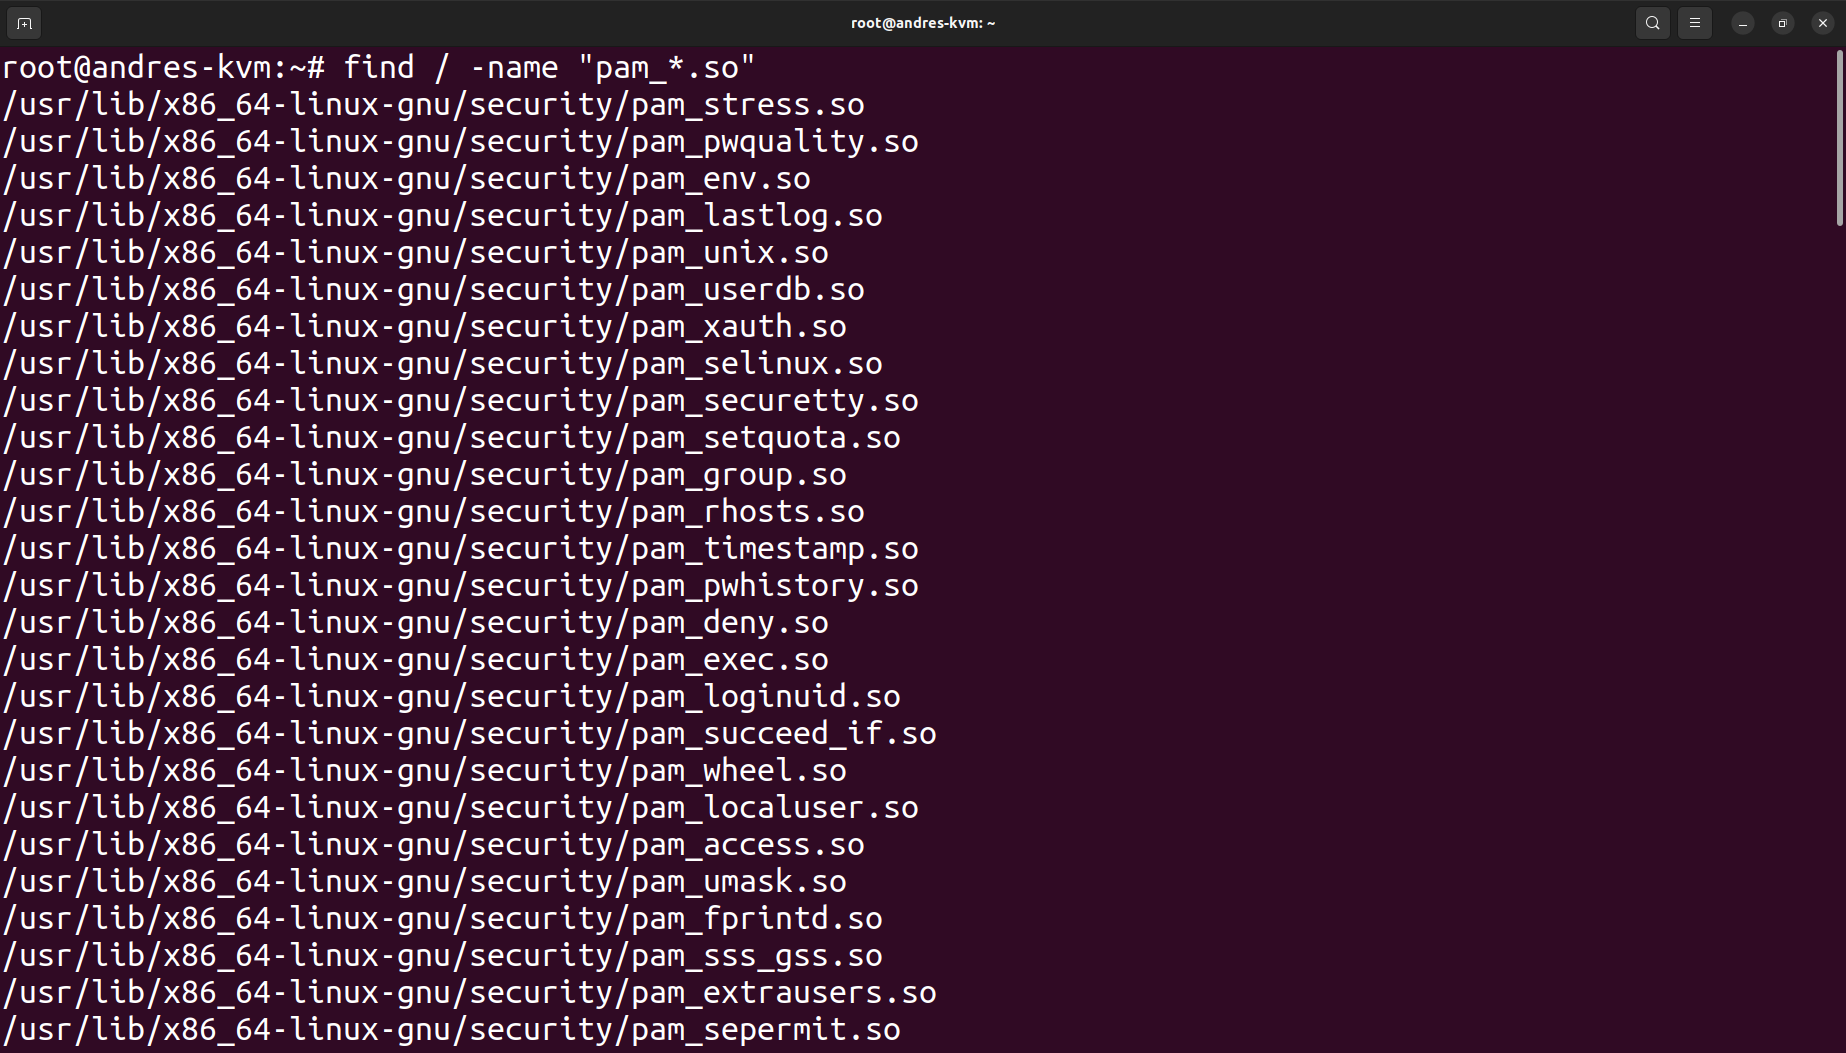 root@andres-kvm: ~
root@andres-kvm:~# find / -name "pam_*.so"
/usr/lib/x86_64-linux-gnu/security/pam_stress.so
/usr/lib/x86_64-linux-gnu/security/pam_pwquality.so
/usr/lib/x86_64-linux-gnu/security/pam_env.so
/usr/lib/x86_64-linux-gnu/security/pam_lastlog.so
/usr/lib/x86_64-linux-gnu/security/pam_unix.so
/usr/lib/x86_64-linux-gnu/security/pam_userdb.so
/usr/lib/x86_64-linux-gnu/security/pam_xauth.so
/usr/lib/x86_64-linux-gnu/security/pam_selinux.so
/usr/lib/x86_64-linux-gnu/security/pam_securetty.so
/usr/lib/x86_64-linux-gnu/security/pam_setquota.so
/usr/lib/x86_64-linux-gnu/security/pam_group.so
/usr/lib/x86_64-linux-gnu/security/pam_rhosts.so
/usr/lib/x86_64-linux-gnu/security/pam_timestamp.so
/usr/lib/x86_64-linux-gnu/security/pam_pwhistory.so
/usr/lib/x86_64-linux-gnu/security/pam_deny.so
/usr/lib/x86_64-linux-gnu/security/pam_exec.so
/usr/lib/x86_64-linux-gnu/security/pam_loginuid.so
/usr/lib/x86_64-linux-gnu/security/pam_succeed_if.so
/usr/lib/x86_64-linux-gnu/security/pam_wheel.so
/usr/lib/x86_64-linux-gnu/security/pam_localuser.so
/usr/lib/x86_64-linux-gnu/security/pam_access.so
/usr/lib/x86_64-linux-gnu/security/pam_umask.so
/usr/lib/x86_64-linux-gnu/security/pam_fprintd.so
/usr/lib/x86_64-linux-gnu/security/pam_sss_gss.so
/usr/lib/x86_64-linux-gnu/security/pam_extrausers.so
/usr/lib/x86_64-linux-gnu/security/pam_sepermit.so